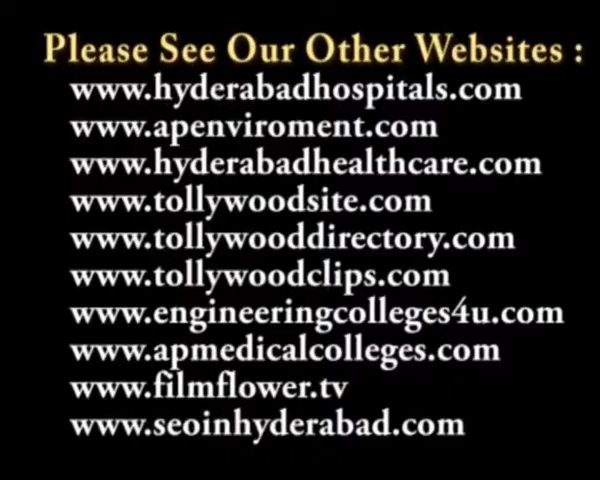 Please See Our Other Websites :
www.hyderabadhospitals.com
www.apenviroment.com
www.hyderabadhealthcare.com
www.tollywoodsite.com
www.tollywooddirectory.com
www.tollywoodclips.com
www.engineeringcolleges4u.com
www.apmedicalcolleges.com
www.filmflower.tv
www.seoinhyderabad.com